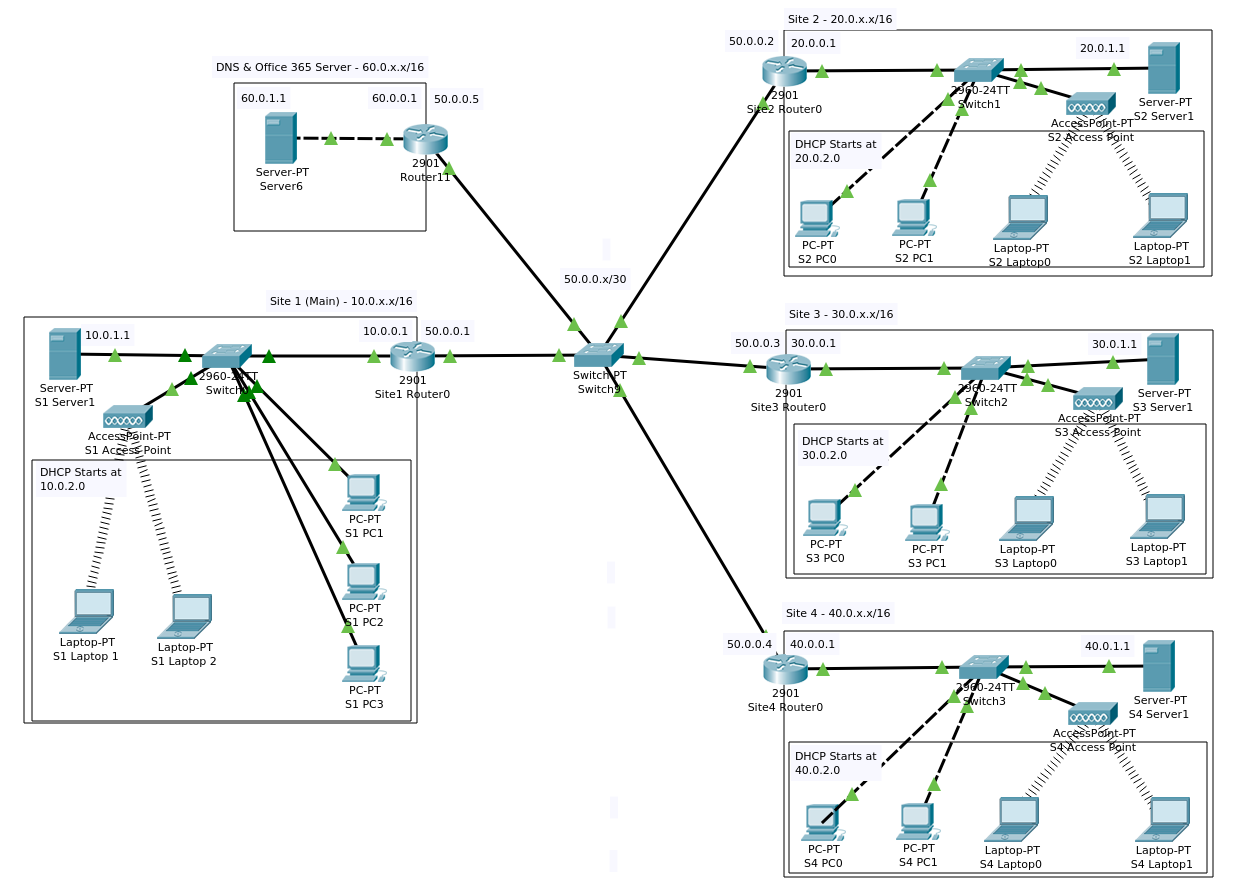 DNS & Office 365 Server - 60.0.x.x/16
60.0.1.1
60.0.0.1
50.0.0.5
Server-PT
Server6
2901
Router11
Site 1 (Main) - 10.0.x.x/16
10.0.1.1
10.0.0.1
50.0.0.1
Server-PT
S1 Server1
2960-24TT
2901
Site1 Router0
AccessPoint-PT
S1 Access Point
DHCP Starts at
10.0.2.0
PC-PT
S1 PC1
PC-PT
S1 PC2
PC-PT
S1 PC3
Laptop-PT
S1 Laptop 1
Laptop-PT
S1 Laptop 2
50.0.0.x/30
Switch-PT
Switch9
Site 2 - 20.0.x.x/16
50.0.0.2
20.0.0.1
20.0.1.1
2901
Site2 Router0
2960-24TT
Switch1
Server-PT
S2 Server1
AccessPoint-PT
S2 Access Point
DHCP Starts at
20.0.2.0
PC-PT
S2 PC0
PC-PT
S2 PC1
Laptop-PT
S2 Laptop0
Laptop-PT
S2 Laptop1
Site 3 - 30.0.x.x/16
50.0.0.3
30.0.0.1
30.0.1.1
2901
Site3 Router0
2960-24TT
Switch2
Server-PT
S3 Server1
AccessPoint-PT
S3 Access Point
DHCP Starts at
30.0.2.0
PC-PT
S3 PC0
PC-PT
S3 PC1
Laptop-PT
S3 Laptop0
Laptop-PT
S3 Laptop1
Site 4 - 40.0.x.x/16
50.0.0.4
40.0.0.1
40.0.1.1
2901
Site4 Router0
2960-24TT
Switch3
Server-PT
S4 Server1
AccessPoint-PT
S4 Access Point
DHCP Starts at
40.0.2.0
PC-PT
S4 PC0
PC-PT
S4 PC1
Laptop-PT
S4 Laptop0
Laptop-PT
S4 Laptop1